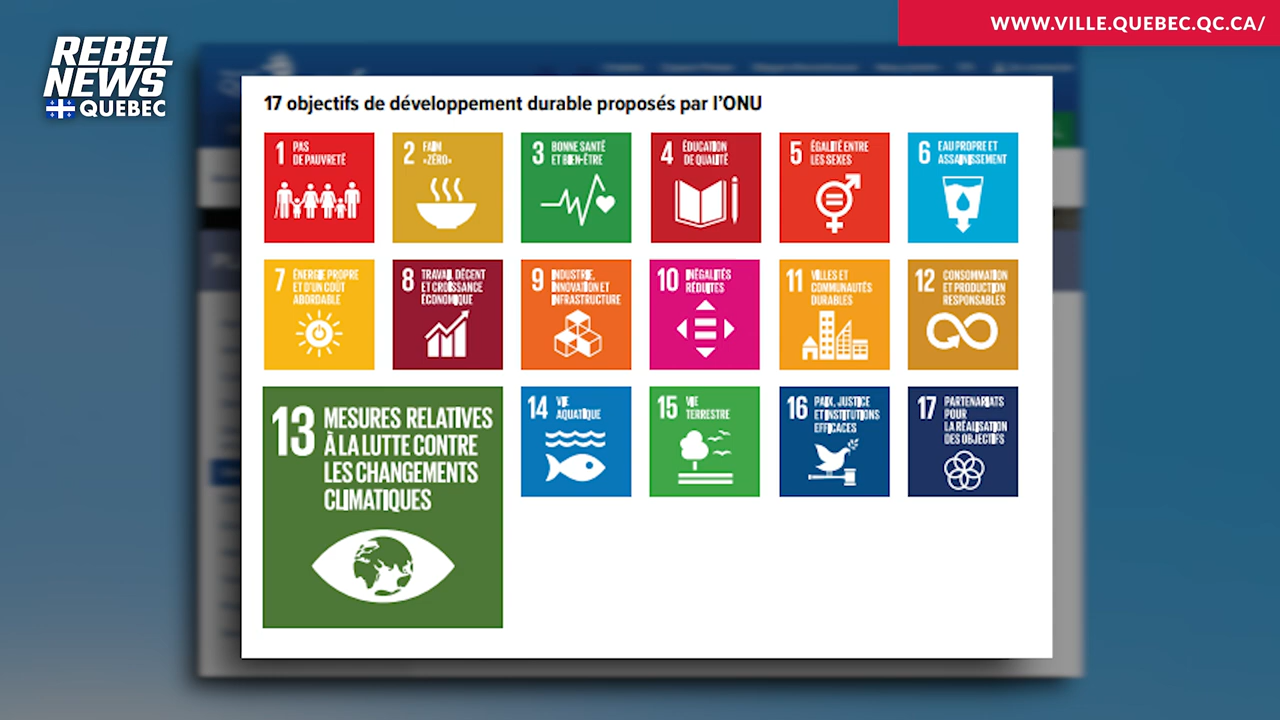 WWW.VILLE.QUEBEC.QC.CA/
REBEL
NEWS
QUEBEC
17 objectifs de développement durable proposés par l'ONU
1 PAS
DE PAUVRETÉ
2 FAIM
«ZÉRO»
3 BONNE SANTÉ
ET BIEN-ÊTRE
4 ÉDUCATION
DE QUALITÉ
5 ÉGALITÉ ENTRE
LES SEXES
6 EAU PROPRE ET
ASSAINISSEMENT
7 ÉNERGIE PROPRE
ET D'UN COÛT
ABORDABLE
8 TRAVAIL DÉCENT
ET CROISSANCE
ÉCONOMIQUE
9 INDUSTRIE,
INNOVATION ET
INFRASTRUCTURE
10 INÉGALITÉS
RÉDUITES
11 VILLES ET
COMMUNAUTÉS
DURABLES
12 CONSOMMATION
ET PRODUCTION
RESPONSABLES
13 MESURES RELATIVES
À LA LUTTE CONTRE
LES CHANGEMENTS
CLIMATIQUES
14 VIE
AQUATIQUE
15 VIE
TERRESTRE
16 PAIX, JUSTICE
ET INSTITUTIONS
EFFICACES
17 PARTENARIATS
POUR
LA RÉALISATION
DES OBJECTIFS